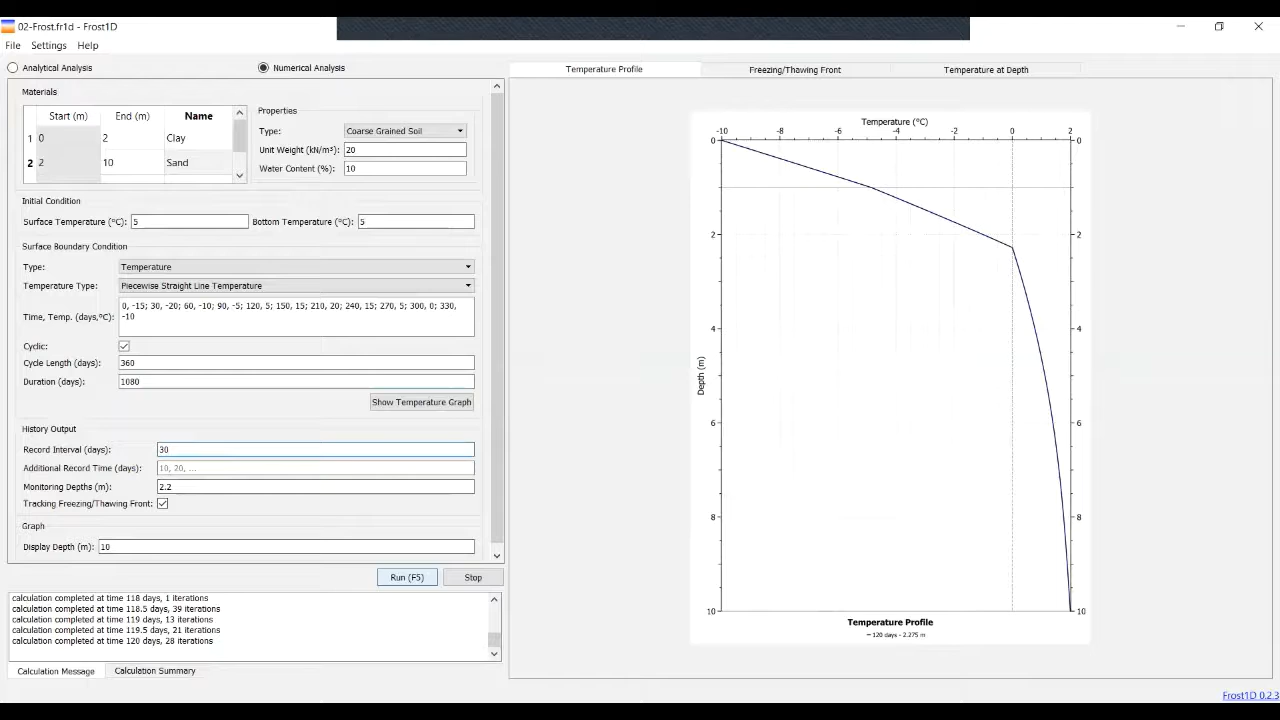 02-Frost.fr1d - Frost1D
File Settings Help
Analytical Analysis Numerical Analysis
Materials
Start (m) End (m) Name
1 0 2 Clay
2 2 10 Sand
Properties
Type: Coarse Grained Soil
Unit Weight (kN/m³): 20
Water Content (%): 10
Initial Condition
Surface Temperature (°C): 5 Bottom Temperature (°C): 5
Surface Boundary Condition
Type: Temperature
Temperature Type: Piecewise Straight Line Temperature
Time, Temp. (days,°C): 0, -15; 30, -20; 60, -10; 90, -5; 120, 5; 150, 15; 210, 20; 240, 15; 270, 5; 300, 0; 330,
-10
Cyclic:
Cycle Length (days): 360
Duration (days): 1080
Show Temperature Graph
History Output
Record Interval (days): 30
Additional Record Time (days): 10, 20, ...
Monitoring Depths (m): 2.2
Tracking Freezing/Thawing Front:
Graph
Display Depth (m): 10
Run (F5) Stop
calculation completed at time 118 days, 1 iterations
calculation completed at time 118.5 days, 39 iterations
calculation completed at time 119 days, 13 iterations
calculation completed at time 119.5 days, 21 iterations
calculation completed at time 120 days, 28 iterations
Calculation Message Calculation Summary
Temperature Profile Freezing/Thawing Front Temperature at Depth
Temperature (°C)
-10 -8 -6 -4 -2 0 2
0 0
2 2
4 4
Depth (m)
6 6
8 8
10 10
Temperature Profile
120 days - 2.275 m
Frost1D 0.2.3